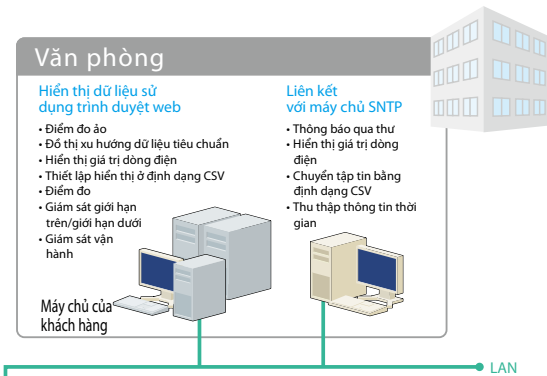 Văn phòng
Hiển thị dữ liệu sử
dụng trình duyệt web
• Điểm đo ảo
• Đồ thị xu hướng dữ liệu tiêu chuẩn
• Hiển thị giá trị dòng điện
• Thiết lập hiển thị ở định dạng CSV
• Điểm đo
• Giám sát giới hạn
trên/giới hạn dưới
• Giám sát vận
hành
Máy chủ của
khách hàng
Liên kết
với máy chủ SNTP
• Thông báo qua thư
• Hiển thị giá trị dòng
điện
• Chuyển tập tin bằng
định dạng CSV
• Thu thập thông tin thời
gian
LAN